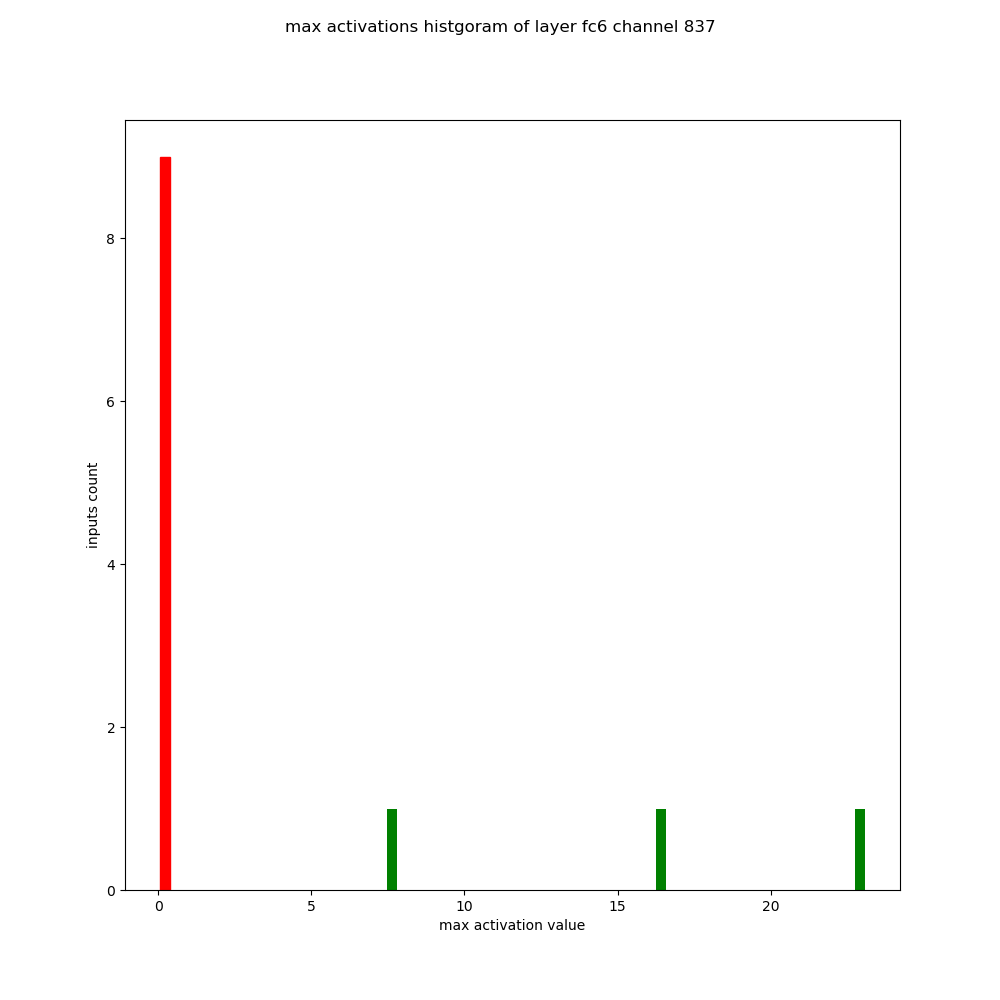 max activations histgoram of layer fc6 channel 837
8
6
4
2
0
inputs count
0 5 10 15 20
max activation value